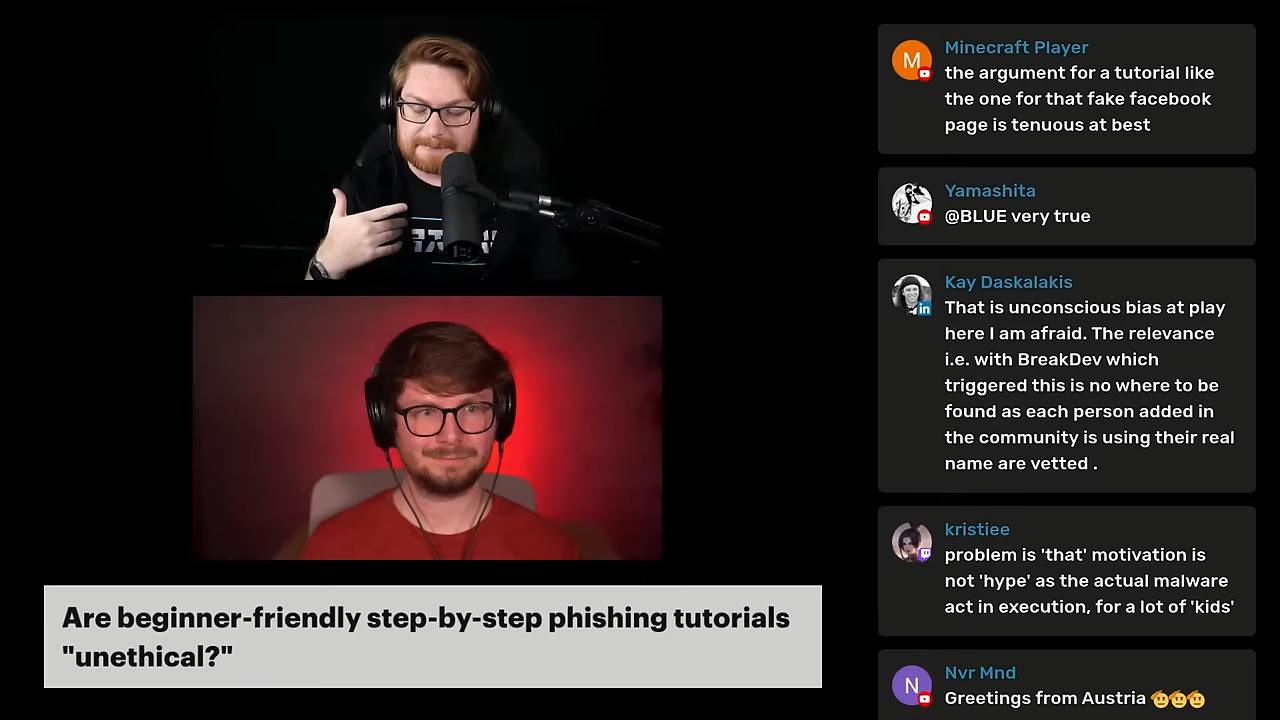 Are beginner-friendly step-by-step phishing tutorials
"unethical?"
M
Minecraft Player
the argument for a tutorial like
the one for that fake facebook
page is tenuous at best
Yamashita
@BLUE very true
Kay Daskalakis
in
That is unconscious bias at play
here I am afraid. The relevance
i.e. with BreakDev which
triggered this is no where to be
found as each person added in
the community is using their real
name are vetted .
kristiee
problem is 'that' motivation is
not 'hype' as the actual malware
act in execution, for a lot of 'kids'
N
Nvr Mnd
Greetings from Austria 🫡🫡🫡